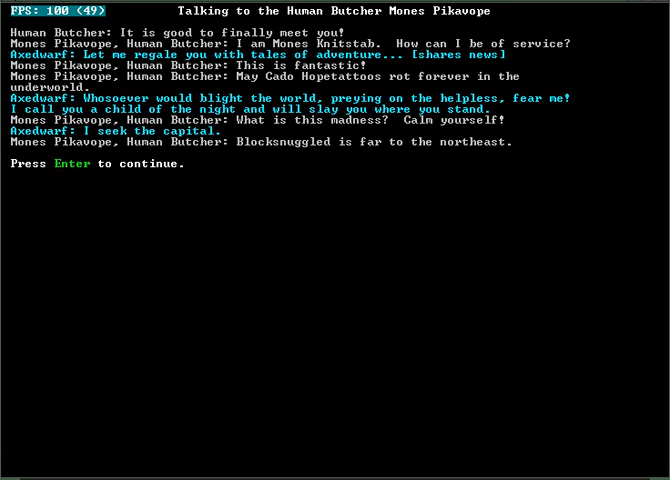 FPS: 100 (49) Talking to the Human Butcher Mones Pikavope
Human Butcher: It is good to finally meet you!
Mones Pikavope, Human Butcher: I am Mones Knitstab. How can I be of service?
Axedwarf: Let me regale you with tales of adventure... [shares news]
Mones Pikavope, Human Butcher: This is fantastic!
Mones Pikavope, Human Butcher: May Cado Hopetattoos rot forever in the
underworld.
Axedwarf: Whosoever would blight the world, preying on the helpless, fear me!
I call you a child of the night and will slay you where you stand.
Mones Pikavope, Human Butcher: What is this madness? Calm yourself!
Axedwarf: I seek the capital.
Mones Pikavope, Human Butcher: Blocksnuggled is far to the northeast.
Press Enter to continue.